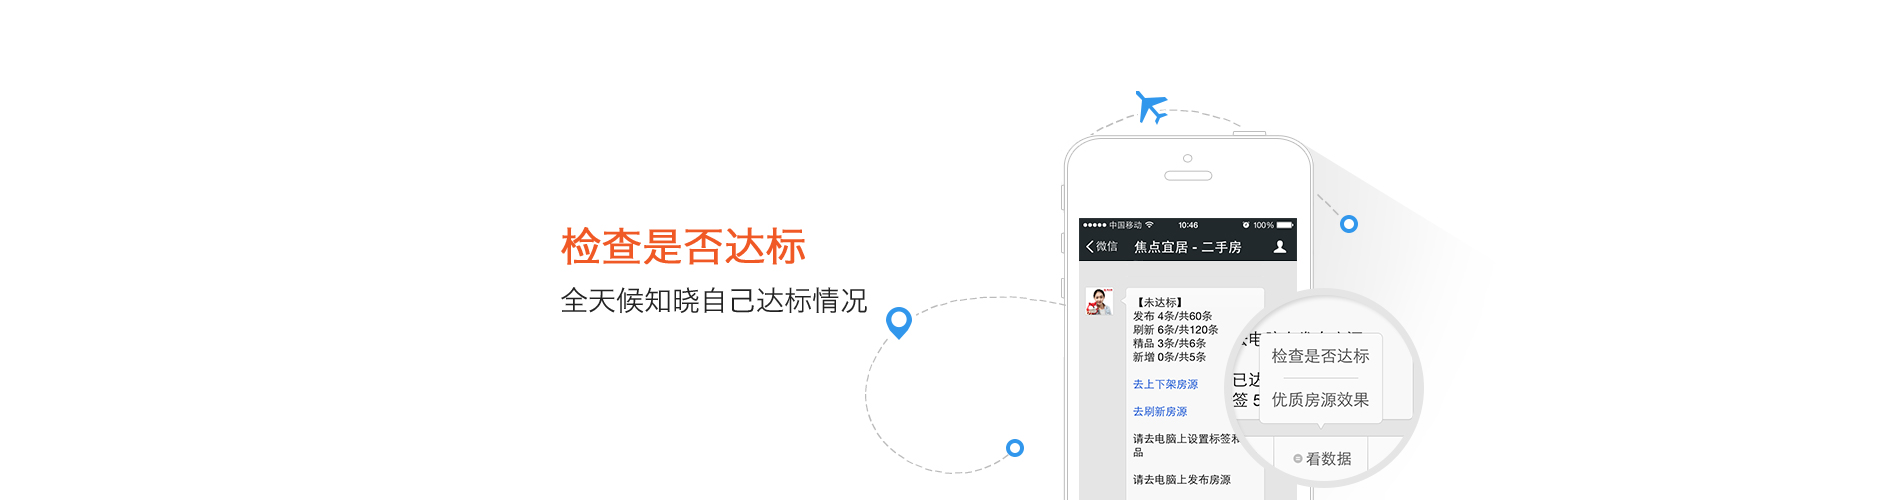 检查是否达标
全天候知晓自己达标情况
中国移动
10:46
100%
微信
焦点宜居 - 二手房
【未达标】
发布 4条/共60条
刷新 6条/共120条
精品 3条/共6条
新增 0条/共5条
去上下架房源
去刷新房源
请去电脑上设置标签和
品
请去电脑上发布房源
已达
签 5
检查是否达标
优质房源效果
看数据